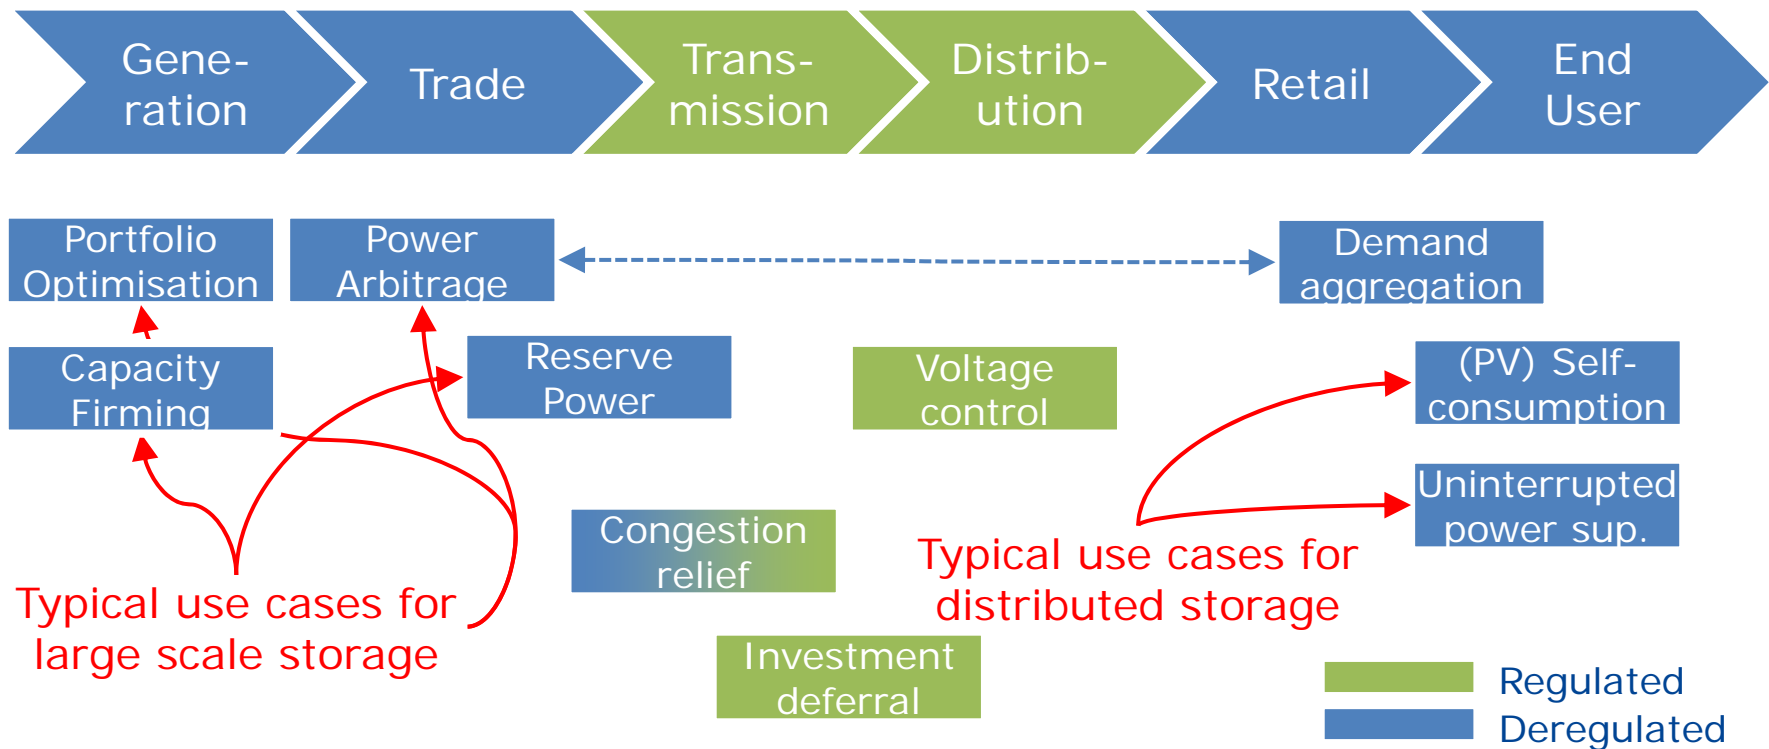 Gene-
ration
Trade
Trans-
mission
Distrib-
ution
Retail
End
User
Portfolio
Optimisation
Power
Arbitrage
Demand
aggregation
Capacity
Firming
Reserve
Power
Voltage
control
(PV) Self-
consumption
Uninterrupted
power sup.
Congestion
relief
Typical use cases for
distributed storage
Typical use cases for
large scale storage
Investment
deferral
Regulated
Deregulated